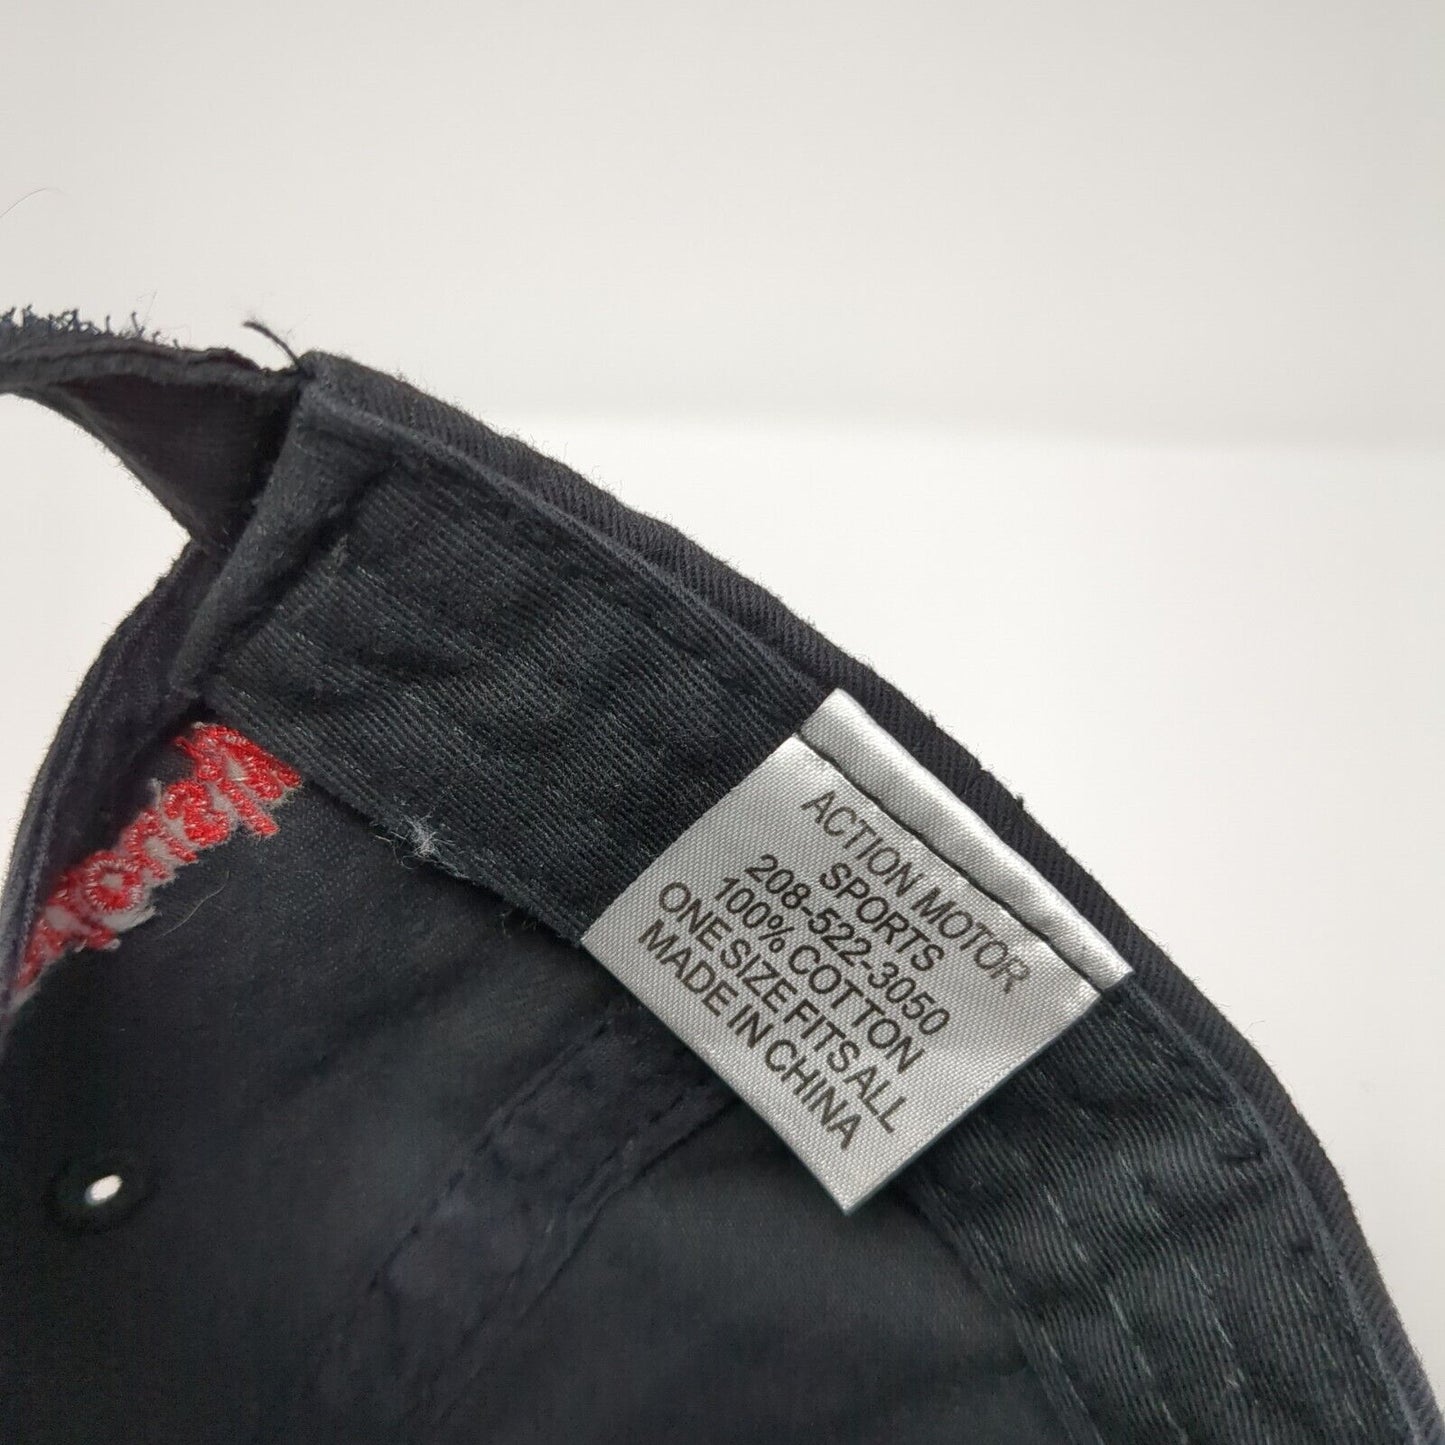 ACTION MOTOR
SPORTS
208-522-3050
100% COTTON
ONE SIZE FITS ALL
MADE IN CHINA